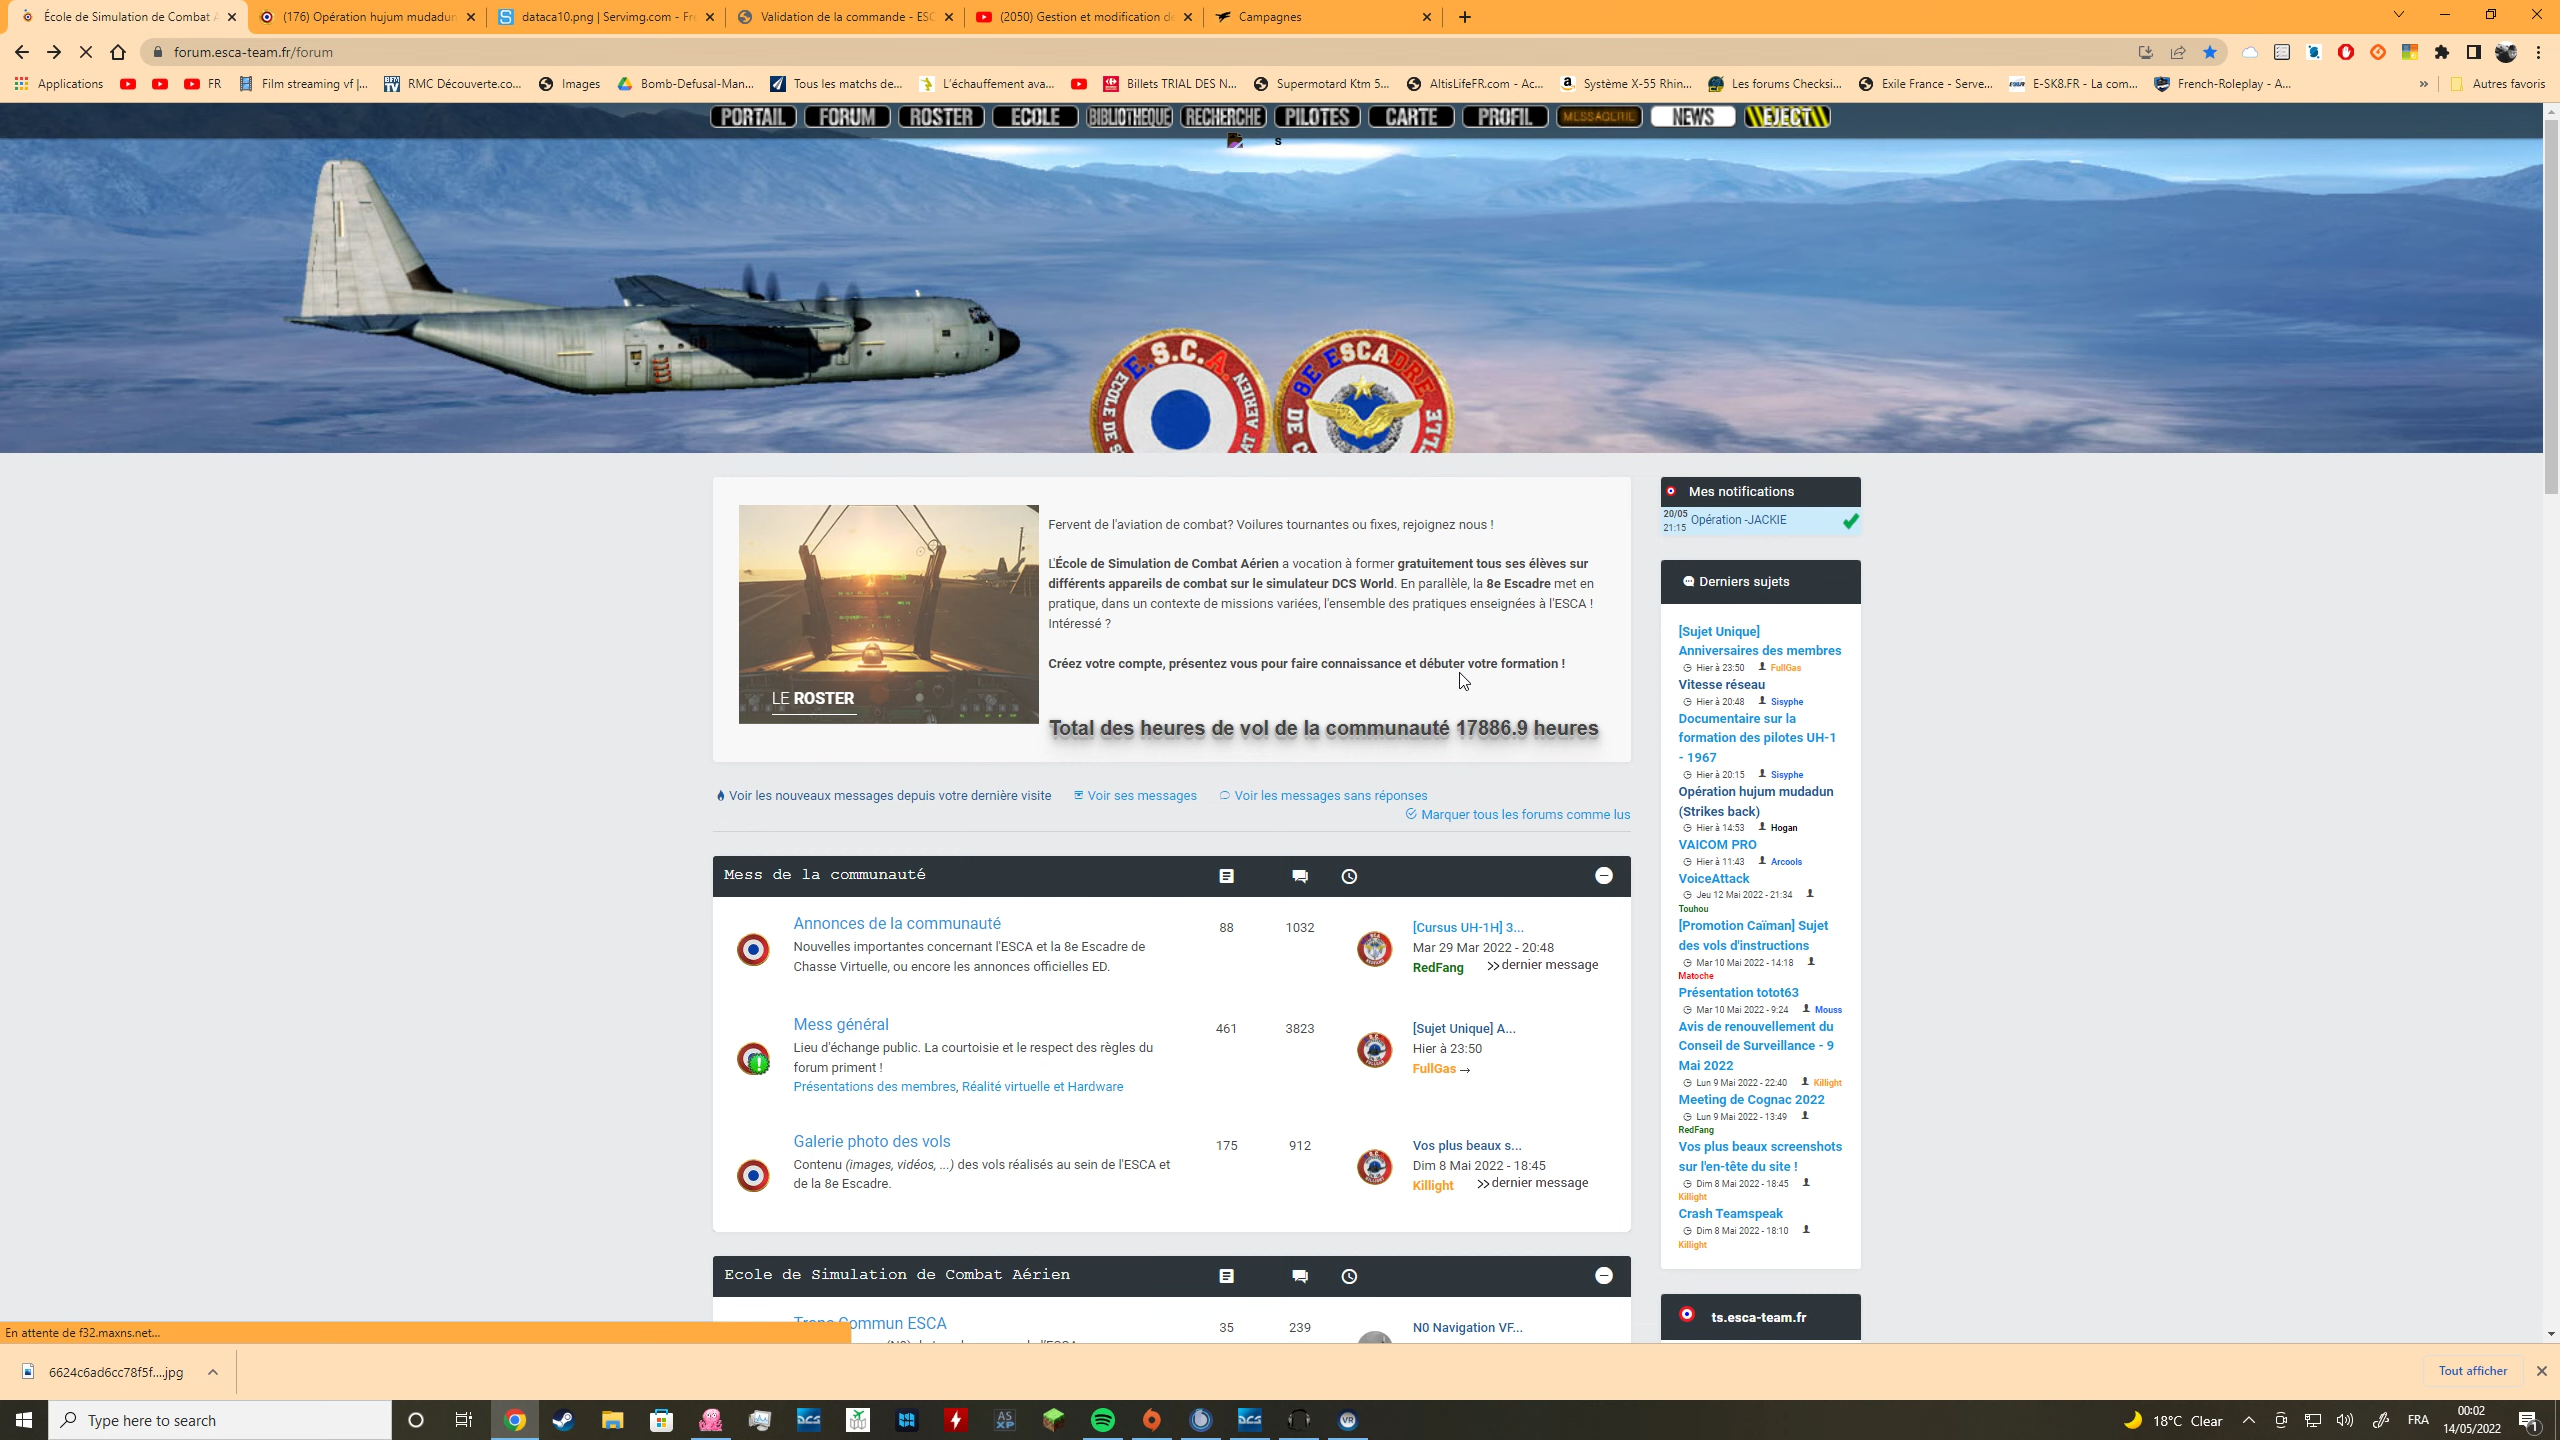 École de Simulation de Combat A
(176) Opération hujum mudadun
dataca10.png | Servimg.com - Fre
Validation de la commande - ESC
(2050) Gestion et modification de
Campagnes
forum.esca-team.fr/forum
Applications
FR
Film streaming vf |...
RMC Découverte.co...
Images
Bomb-Defusal-Man...
Tous les matchs de...
L'échauffement ava...
Billets TRIAL DES N...
Supermotard Ktm 5...
AltisLifeFR.com - Ac...
Système X-55 Rhin...
Les forums Checksi...
Exile France - Serve...
E-SK8.FR - La com...
French-Roleplay - A...
Autres favoris
PORTAIL
FORUM
ROSTER
ECOLE
BIBLIOTHEQUE
RECHERCHE
PILOTES
CARTE
PROFIL
MESSAGERIE
NEWS
EJECT
s
E.S.C.A.
8E ESCADRE
Fervent de l'aviation de combat? Voilures tournantes ou fixes, rejoignez nous !
L'École de Simulation de Combat Aérien a vocation à former gratuitement tous ses élèves sur
différents appareils de combat sur le simulateur DCS World. En parallèle, la 8e Escadre met en
pratique, dans un contexte de missions variées, l'ensemble des pratiques enseignées à l'ESCA !
Intéressé ?
Créez votre compte, présentez vous pour faire connaissance et débuter votre formation !
LE ROSTER
Total des heures de vol de la communauté 17886.9 heures
Voir les nouveaux messages depuis votre dernière visite
Voir ses messages
Voir les messages sans réponses
Marquer tous les forums comme lus
Mess de la communauté
Annonces de la communauté
Nouvelles importantes concernant l'ESCA et la 8e Escadre de
Chasse Virtuelle, ou encore les annonces officielles ED.
88
1032
[Cursus UH-1H] 3...
Mar 29 Mar 2022 - 20:48
RedFang
dernier message
Mess général
Lieu d'échange public. La courtoisie et le respect des règles du
forum priment !
Présentations des membres, Réalité virtuelle et Hardware
461
3823
[Sujet Unique] A...
Hier à 23:50
FullGas →
Galerie photo des vols
Contenu (images, vidéos, ...) des vols réalisés au sein de l'ESCA et
de la 8e Escadre.
175
912
Vos plus beaux s...
Dim 8 Mai 2022 - 18:45
Killight
dernier message
Ecole de Simulation de Combat Aérien
Tronc Commun ESCA
35
239
N0 Navigation VF...
Mes notifications
20/05
21:15
Opération -JACKIE
Derniers sujets
[Sujet Unique]
Anniversaires des membres
Hier à 23:50 FullGas
Vitesse réseau
Hier à 20:48 Sisyphe
Documentaire sur la
formation des pilotes UH-1
- 1967
Hier à 20:15 Sisyphe
Opération hujum mudadun
(Strikes back)
Hier à 14:53 Hogan
VAICOM PRO
Hier à 11:43 Arcools
VoiceAttack
Jeu 12 Mai 2022 - 21:34
Touhou
[Promotion Caïman] Sujet
des vols d'instructions
Mar 10 Mai 2022 - 14:18
Matoche
Présentation totot63
Mar 10 Mai 2022 - 9:24 Mouss
Avis de renouvellement du
Conseil de Surveillance - 9
Mai 2022
Lun 9 Mai 2022 - 22:40 Killight
Meeting de Cognac 2022
Lun 9 Mai 2022 - 13:49
RedFang
Vos plus beaux screenshots
sur l'en-tête du site !
Dim 8 Mai 2022 - 18:45
Killight
Crash Teamspeak
Dim 8 Mai 2022 - 18:10
Killight
ts.esca-team.fr
En attente de f32.maxns.net...
6624c6ad6cc78f5f....jpg
Tout afficher
Type here to search
18°C Clear
FRA
00:02
14/05/2022